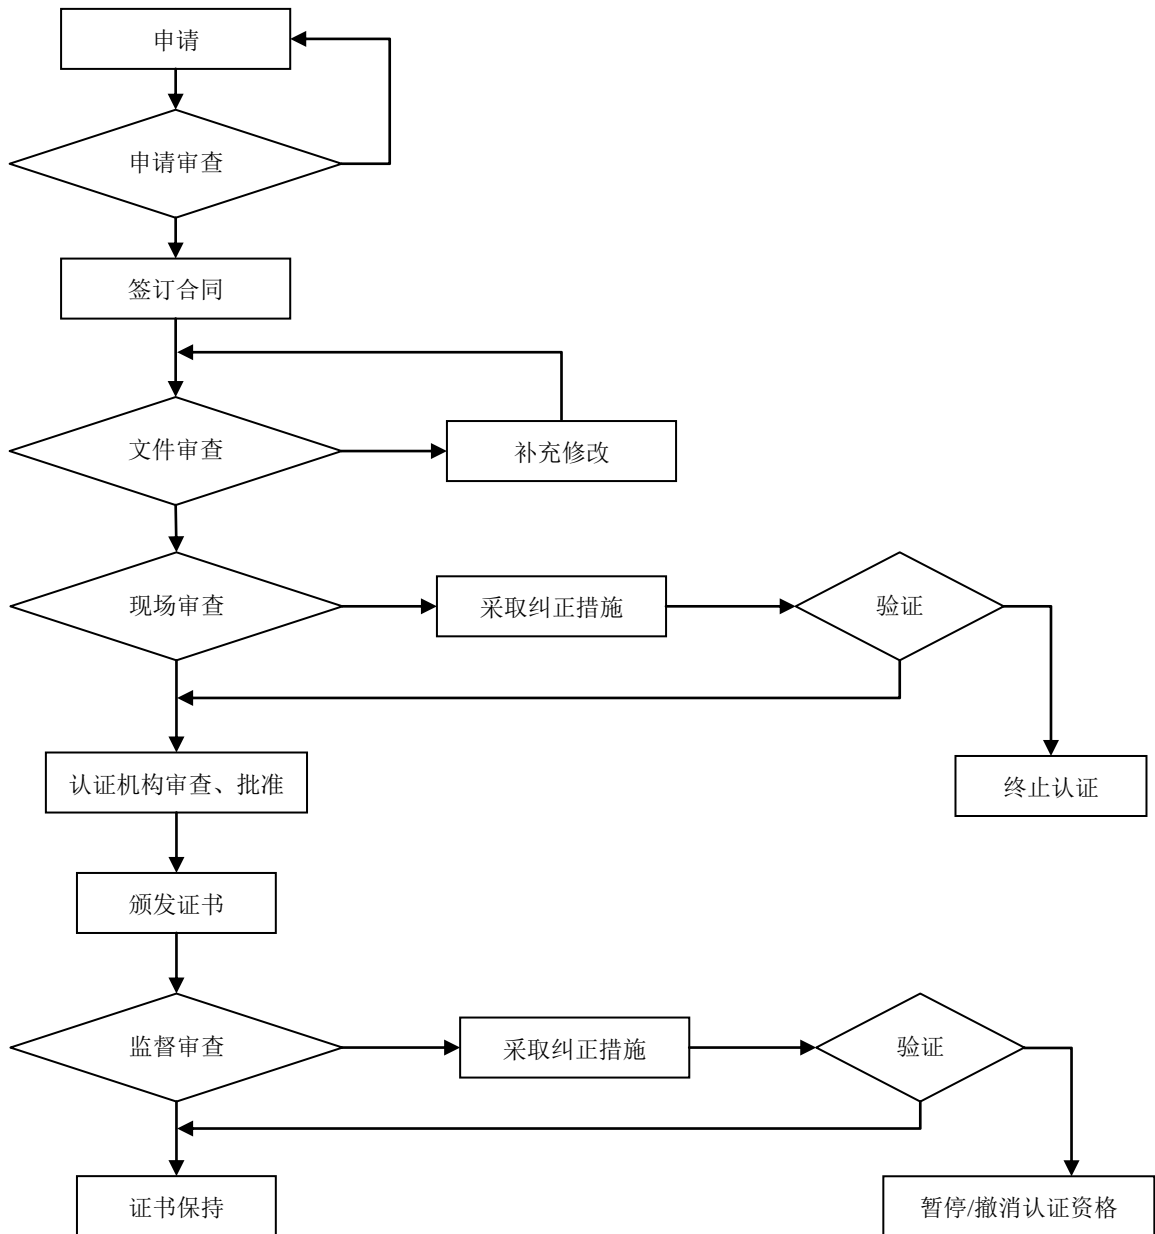 申请
申请审查
签订合同
文件审查
补充修改
现场审查
采取纠正措施
验证
认证机构审查、批准
终止认证
颁发证书
监督审查
采取纠正措施
验证
证书保持
暂停/撤消认证资格